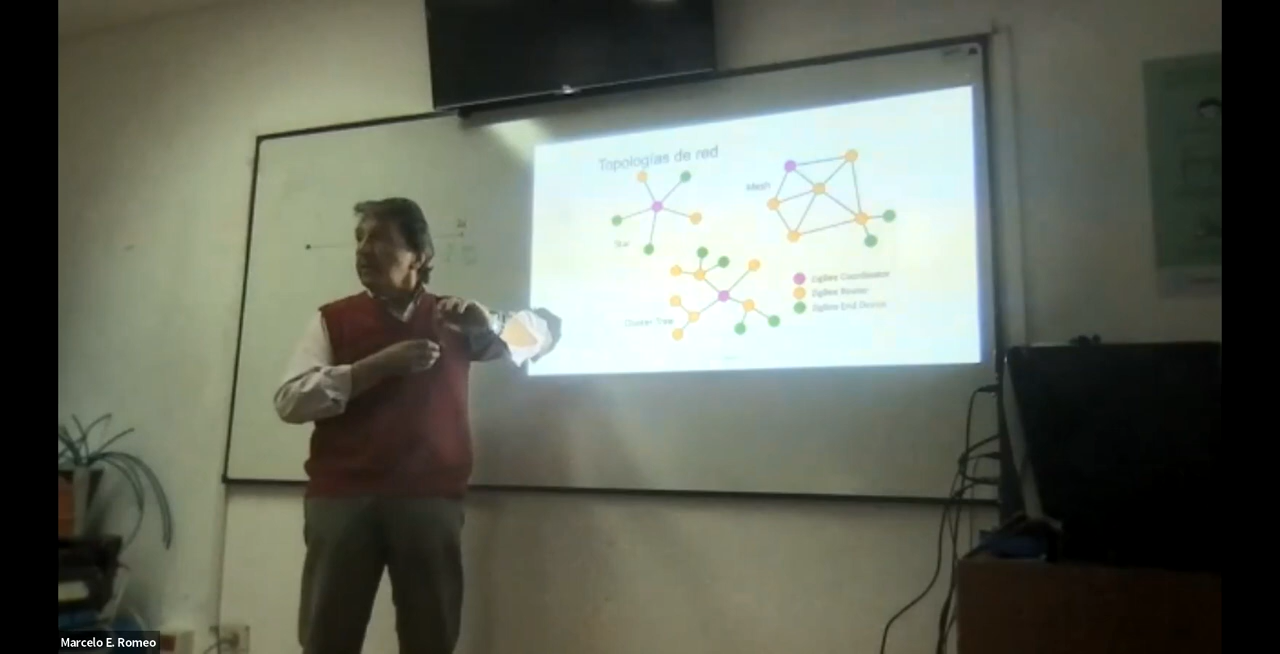 Topologías de red
Mesh
Star
Cluster Tree
ZigBee Coordinator
ZigBee Router
ZigBee End Device
Marcelo E. Romeo